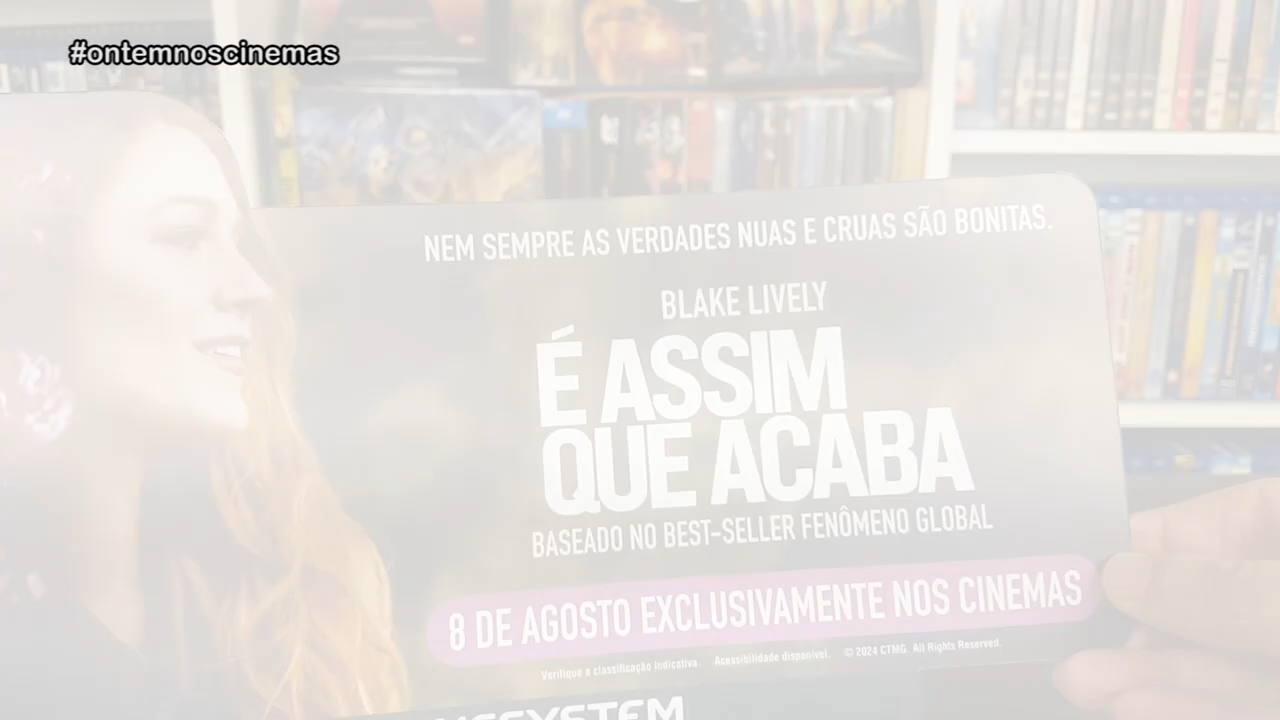 #ontemnoscinemas
NEM SEMPRE AS VERDADES NUAS E CRUAS SÃO BONITAS.
BLAKE LIVELY
É ASSIM
QUE ACABA
BASEADO NO BEST-SELLER FENÔMENO GLOBAL
8 DE AGOSTO EXCLUSIVAMENTE NOS CINEMAS
Verifique a classificação indicativa. Acessibilidade disponível. © 2024 CTMG. All Rights Reserved.